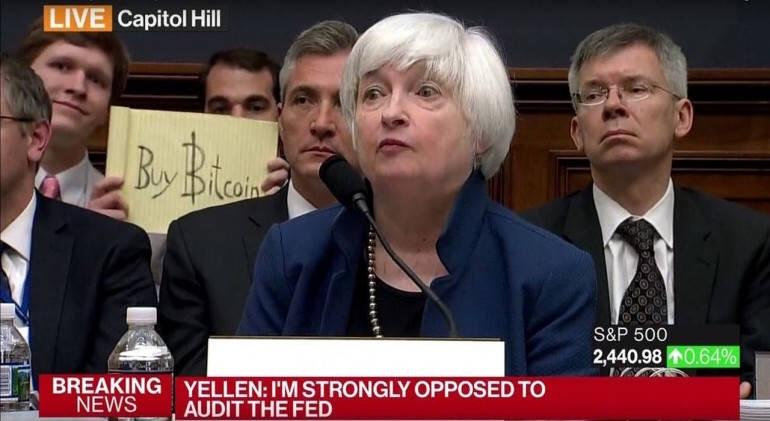 LIVE Capitol Hill
Buy Bitcoin
S&P 500
2,440.98 0.64%
BREAKING
NEWS
YELLEN: I'M STRONGLY OPPOSED TO
AUDIT THE FED